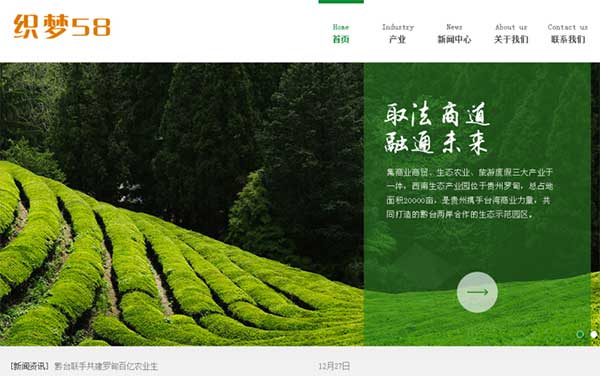 织梦58
Home Industry News About us Contact us
首页 产业 新闻中心 关于我们 联系我们
取法商道
融通未来
集商业商贸、生态农业、旅游度假三大产业于
一体，西南生态产业园位于贵州罗甸，总占地
面积20000亩，是贵州携手台湾商业力量，共
同打造的黔台两岸合作的生态示范园区。
[新闻资讯] 黔台联手共建罗甸百亿农业生 12月27日